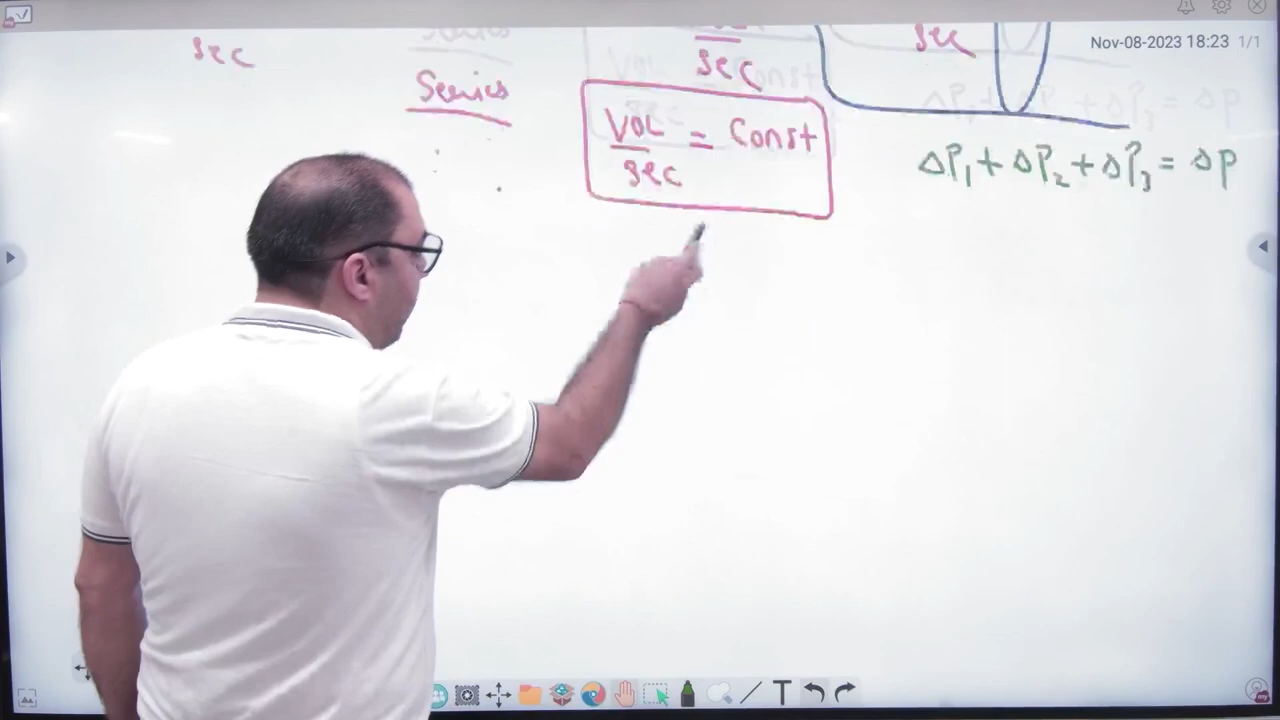 Nov-08-2023 18:23 1/1
sec
sec
sec
Series
VOL
sec
= Const
ΔP₁ + ΔP₂ + ΔP₃ = ΔP
T